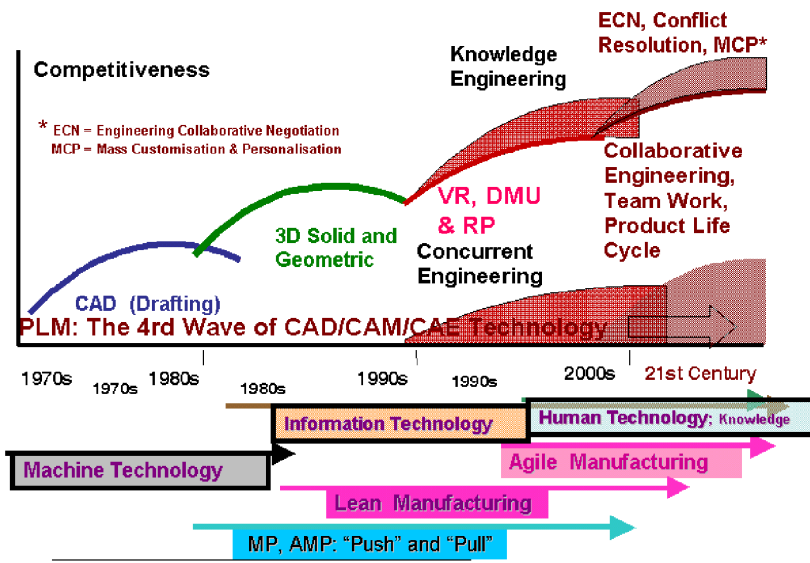 ECN, Conflict
Resolution, MCP*
Knowledge
Engineering
Competitiveness
* ECN = Engineering Collaborative Negotiation
MCP = Mass Customisation & Personalisation
Collaborative
Engineering,
Team Work,
Product Life
Cycle
VR, DMU
& RP
3D Solid and
Geometric
Concurrent
Engineering
CAD (Drafting)
PLM: The 4rd Wave of CAD/CAM/CAE Technology
1970s 1970s 1980s 1980s 1990s 1990s 2000s 21st Century
Information Technology
Human Technology; Knowledge
Machine Technology
Agile Manufacturing
Lean Manufacturing
MP, AMP: “Push” and “Pull”